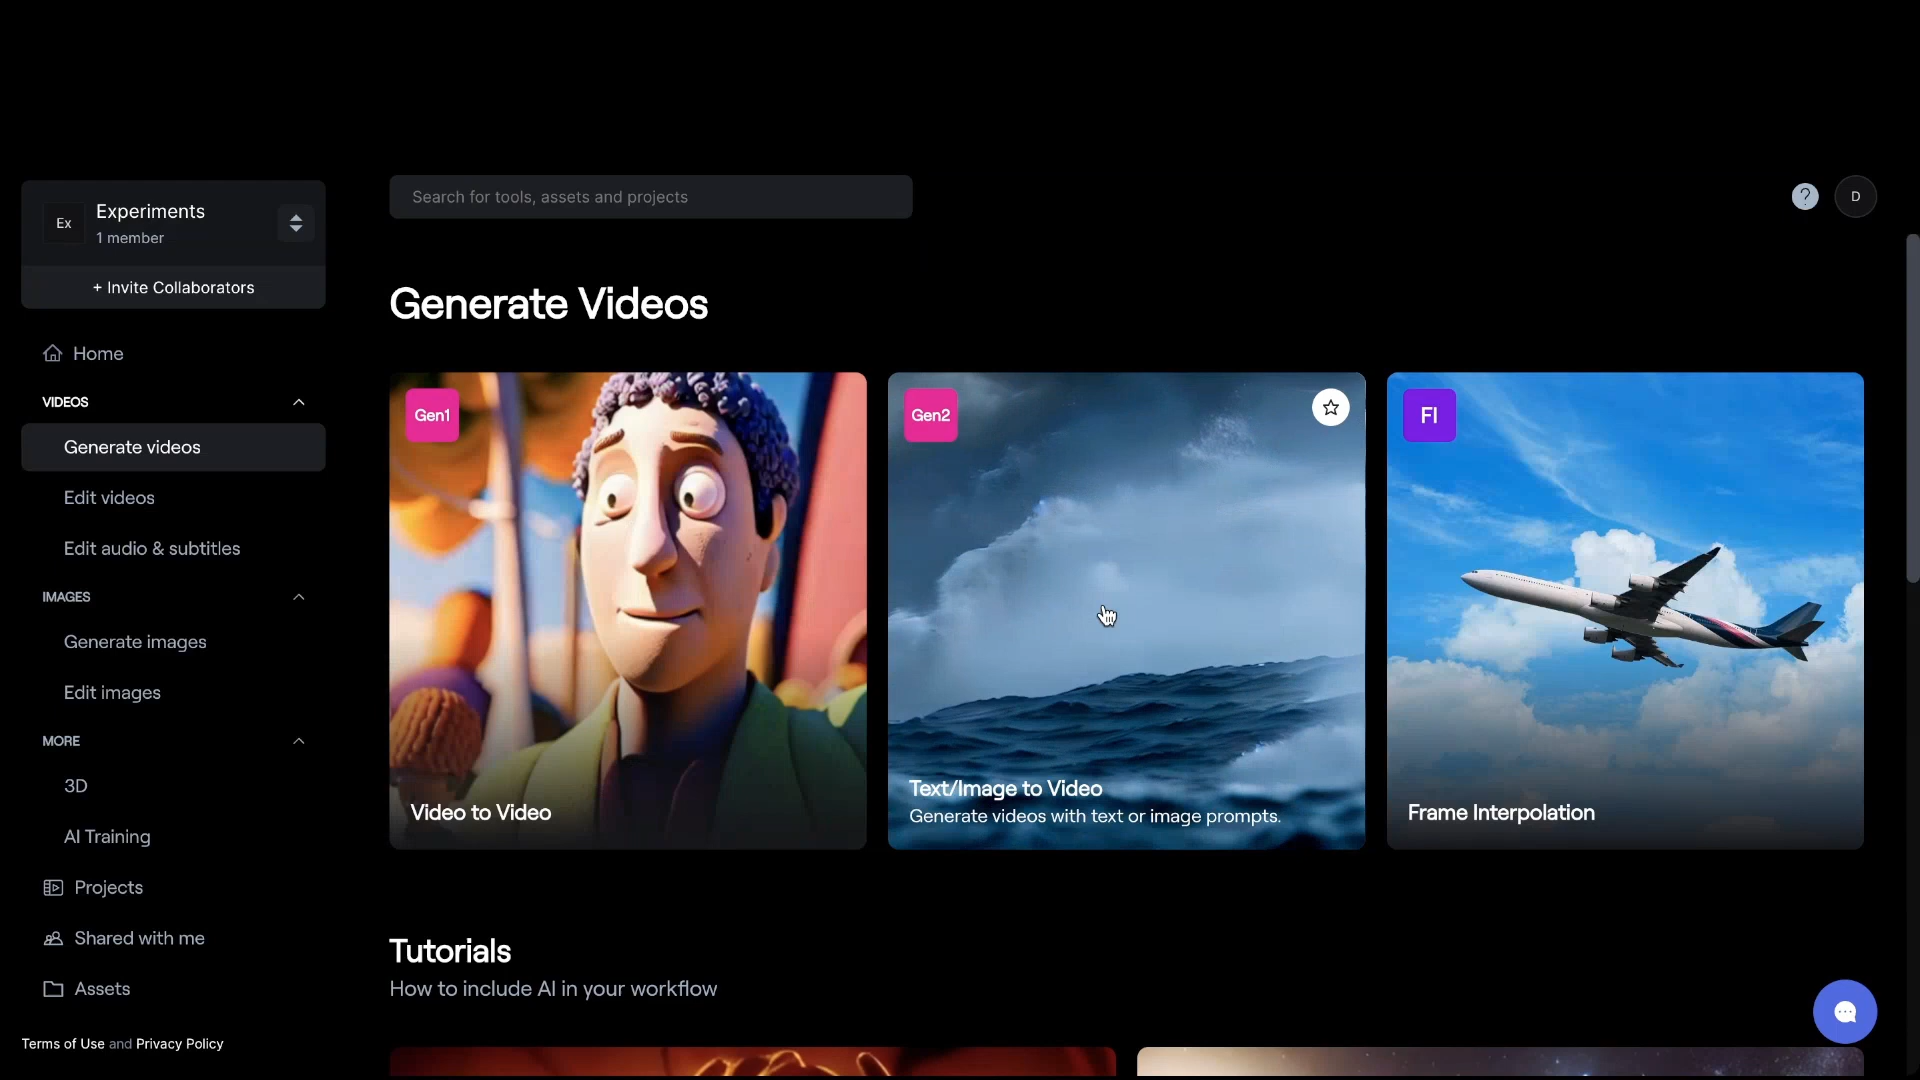 Ex
Experiments
1 member
+ Invite Collaborators
Home
VIDEOS
Generate videos
Edit videos
Edit audio & subtitles
IMAGES
Generate images
Edit images
MORE
3D
AI Training
Projects
Shared with me
Assets
Terms of Use and Privacy Policy
Search for tools, assets and projects
?
D
Generate Videos
Gen1
Video to Video
Gen2
Text/Image to Video
Generate videos with text or image prompts.
FI
Frame Interpolation
Tutorials
How to include AI in your workflow